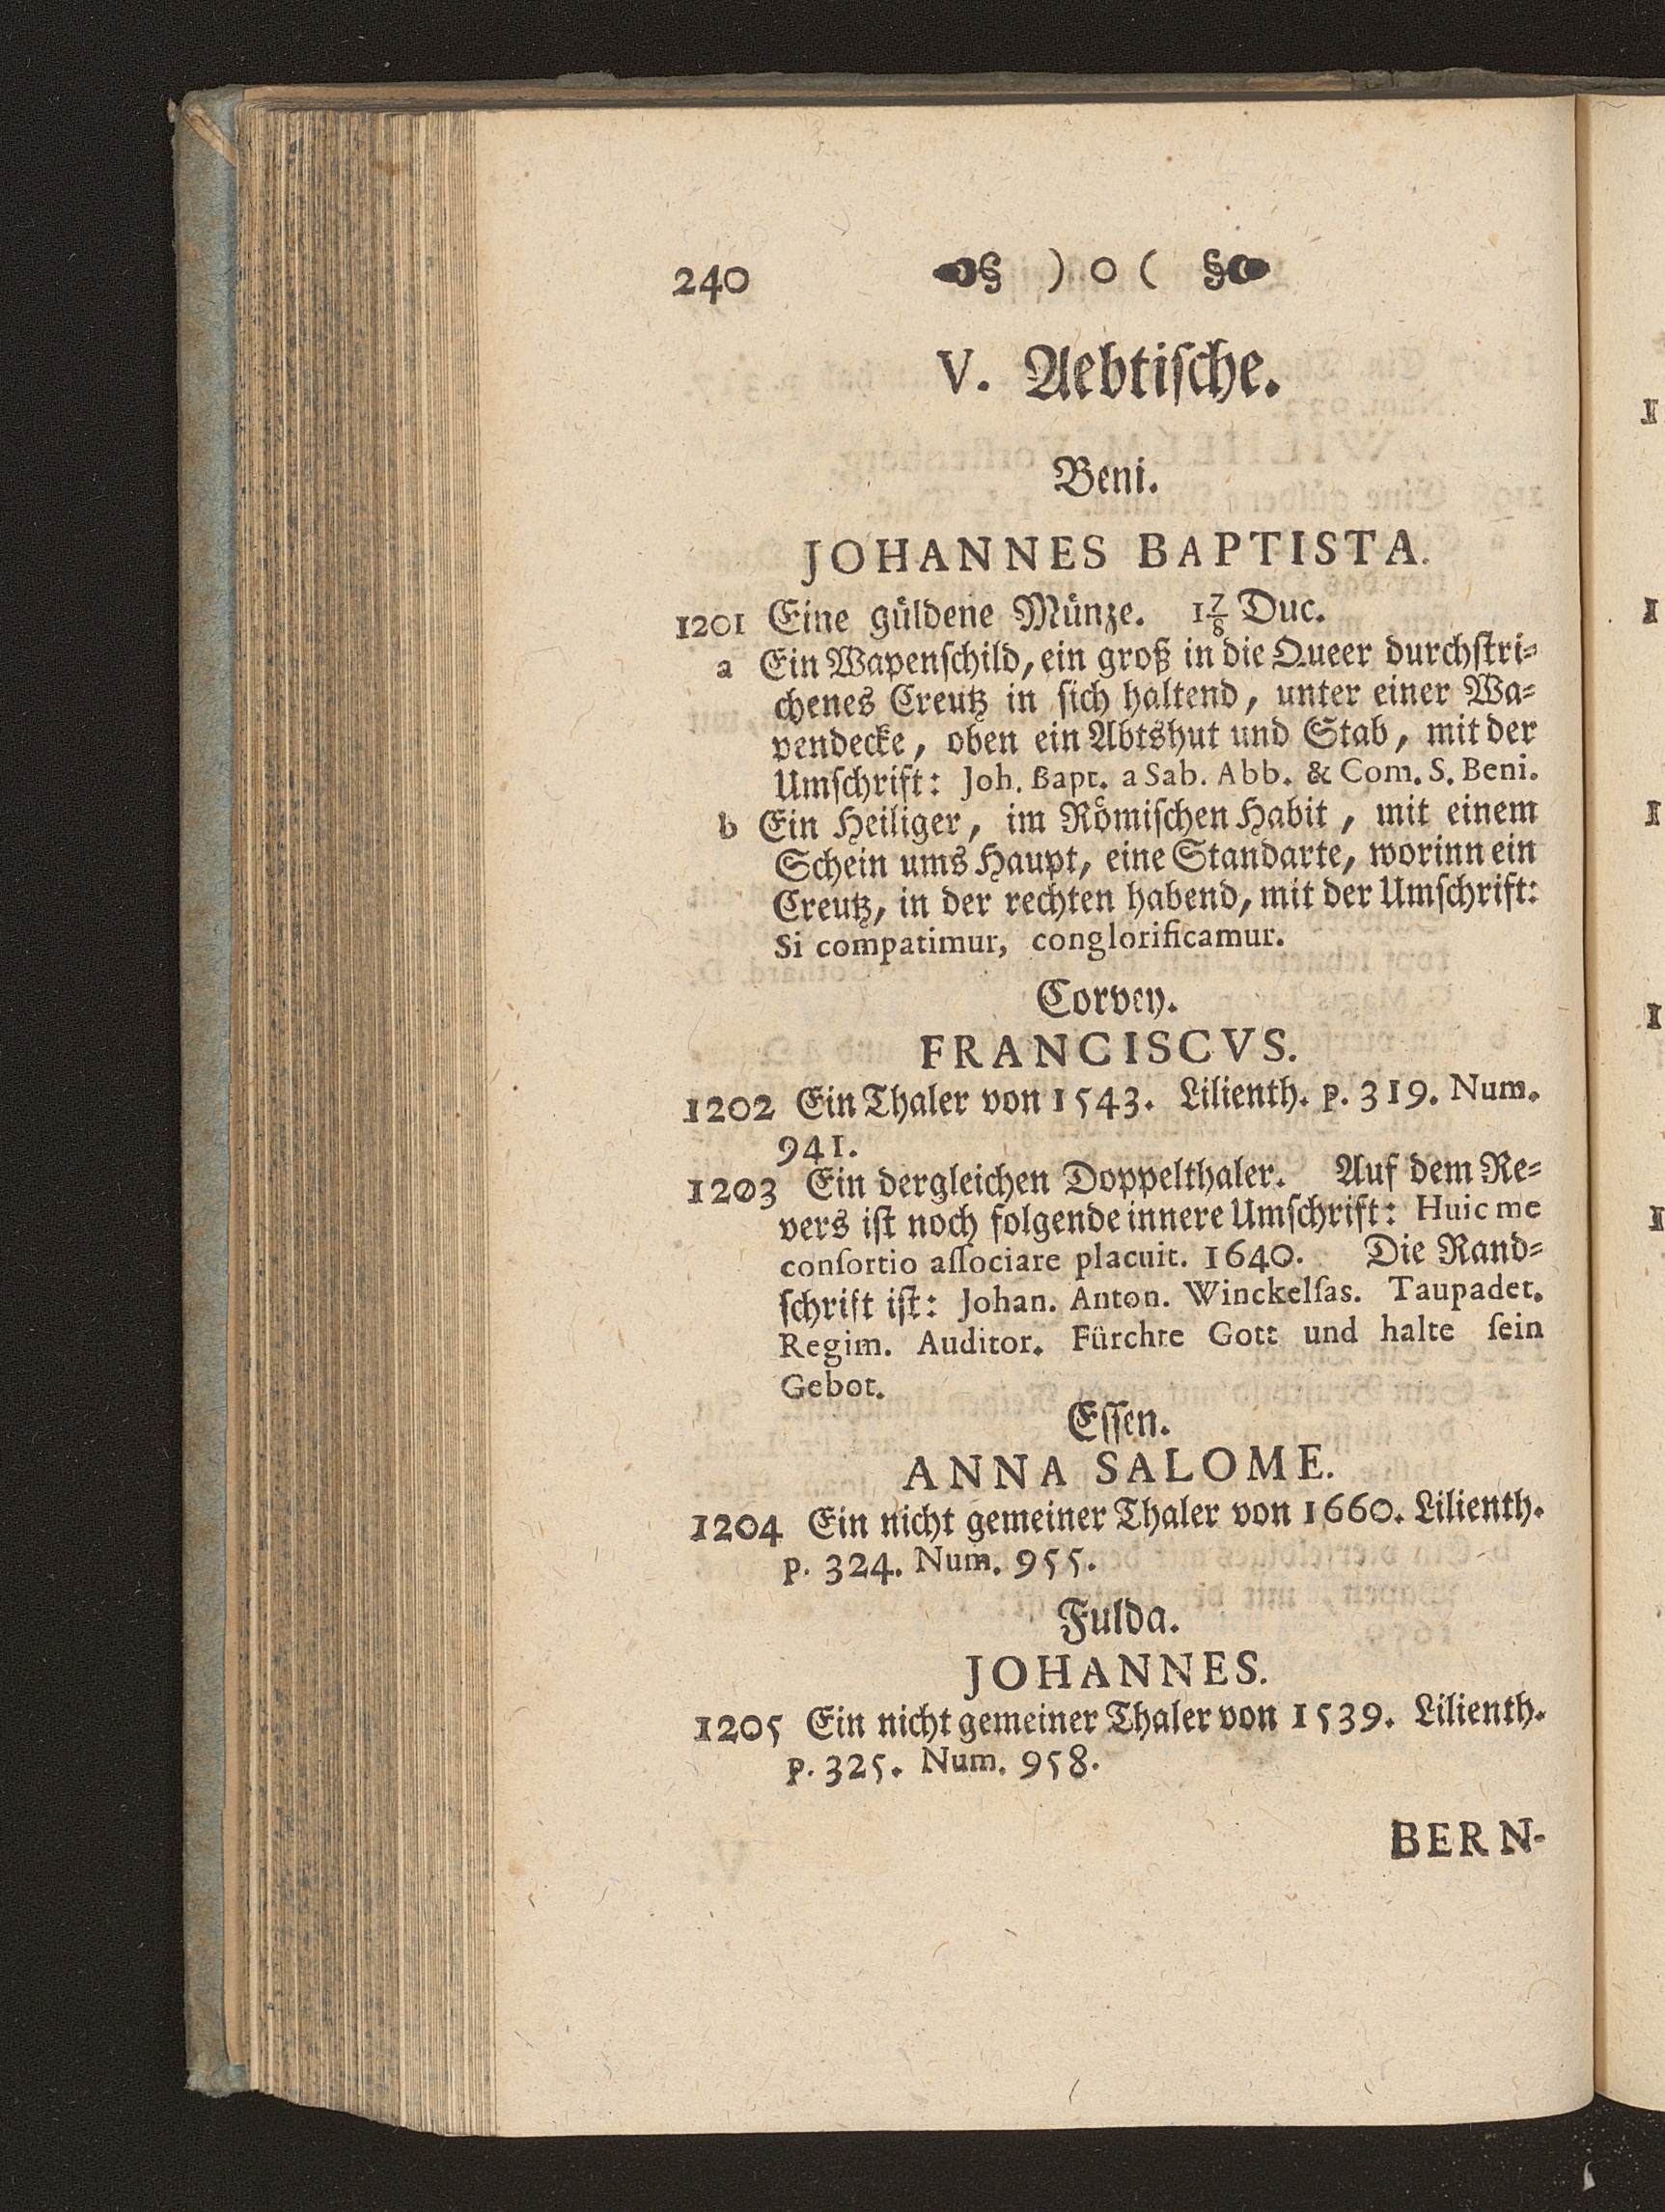 240 ) o (
V. Aebtische.
Beni.
JOHANNES BAPTISTA.
1201 Eine güldene Münze. 1 7/8 Duc.
a Ein Wapenschild, ein groß in die Queer durchstri-
chenes Creutz in sich haltend, unter einer Wa-
pendecke, oben ein Abtshut und Stab, mit der
Umschrift: Joh. Bapt. a Sab. Abb. & Com. S. Beni.
b Ein Heiliger, im Römischen Habit, mit einem
Schein ums Haupt, eine Standarte, worinn ein
Creutz, in der rechten habend, mit der Umschrift:
Si compatimur, conglorificamur.
Corvey.
FRANCISCVS.
1202 Ein Thaler von 1543. Lilienth. p. 319. Num.
941.
1203 Ein dergleichen Doppelthaler. Auf dem Re-
vers ist noch folgende innere Umschrift: Huic me
conſortio aſſociare placuit. 1640. Die Rand-
schrift ist: Johan. Anton. Winckelſas. Taupadet.
Regim. Auditor. Fürchte Gott und halte ſein
Gebot.
Essen.
ANNA SALOME.
1204 Ein nicht gemeiner Thaler von 1660. Lilienth.
p. 324. Num. 955.
Fulda.
JOHANNES.
1205 Ein nicht gemeiner Thaler von 1539. Lilienth.
p. 325. Num. 958.
BERN-